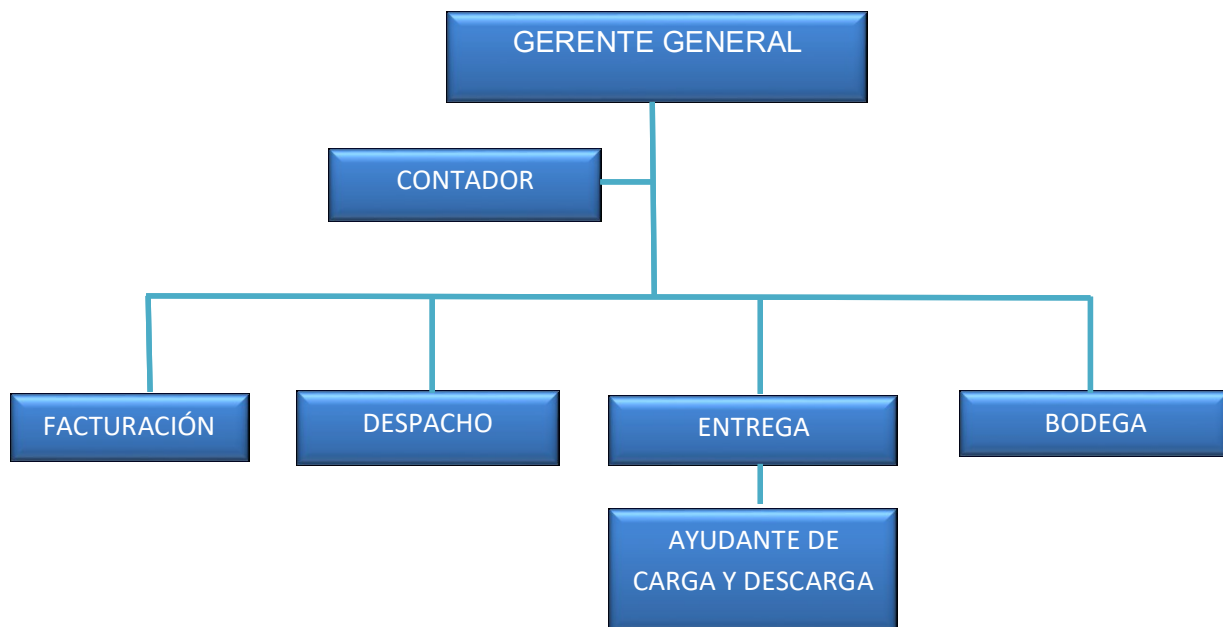 GERENTE GENERAL
CONTADOR
FACTURACIÓN
DESPACHO
ENTREGA
BODEGA
AYUDANTE DE
CARGA Y DESCARGA